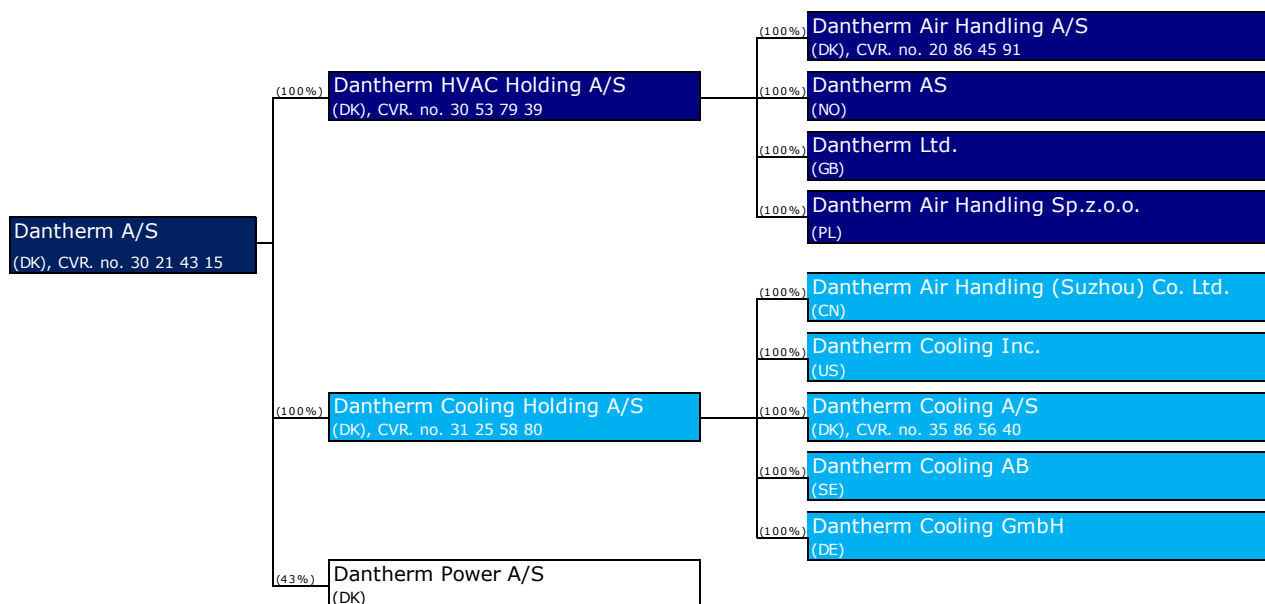 Dantherm A/S
(DK), CVR. no. 30 21 43 15
(100%)
Dantherm HVAC Holding A/S
(DK), CVR. no. 30 53 79 39
(100%)
Dantherm Air Handling A/S
(DK), CVR. no. 20 86 45 91
(100%)
Dantherm AS
(NO)
(100%)
Dantherm Ltd.
(GB)
(100%)
Dantherm Air Handling Sp.z.o.o.
(PL)
(100%)
Dantherm Cooling Holding A/S
(DK), CVR. no. 31 25 58 80
(100%)
Dantherm Air Handling (Suzhou) Co. Ltd.
(CN)
(100%)
Dantherm Cooling Inc.
(US)
(100%)
Dantherm Cooling A/S
(DK), CVR. no. 35 86 56 40
(100%)
Dantherm Cooling AB
(SE)
(100%)
Dantherm Cooling GmbH
(DE)
(43%)
Dantherm Power A/S
(DK)